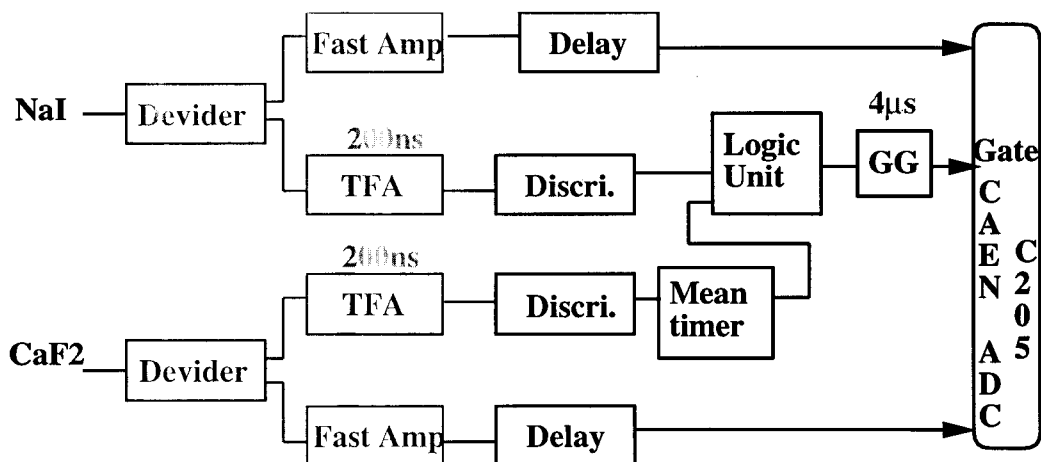 Fast Amp
Delay
NaI
Devider
4μs
200ns
TFA
Discri.
Logic
Unit
GG
Gate
CAEN ADC
C205
200ns
TFA
Discri.
Mean
timer
CaF2
Devider
Fast Amp
Delay